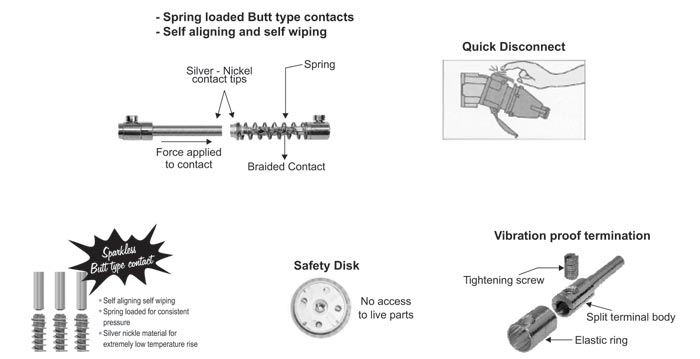 - Spring loaded Butt type contacts
- Self aligning and self wiping
Silver - Nickel
contact tips
Spring
Force applied
to contact
Braided Contact
Quick Disconnect
Sparkless
Butt type contact
• Self aligning self wiping
• Spring loaded for consistent
pressure
• Silver nickle material for
extremely low temperature rise
Safety Disk
No access
to live parts
Vibration proof termination
Tightening screw
Split terminal body
Elastic ring